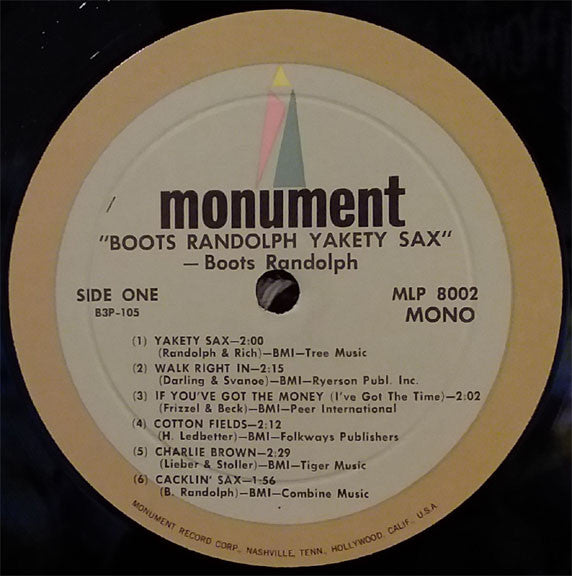 monument
"BOOTS RANDOLPH YAKETY SAX"
—Boots Randolph
SIDE ONE
B3P-105
MLP 8002
MONO
(1) YAKETY SAX—2:00
(Randolph & Rich)—BMI—Tree Music
(2) WALK RIGHT IN—2:15
(Darling & Svanoe)—BMI—Ryerson Publ. Inc.
(3) IF YOU'VE GOT THE MONEY (I've Got The Time)—2:02
(Frizzel & Beck)—BMI—Peer International
(4) COTTON FIELDS—2:12
(H. Ledbetter)—BMI—Folkways Publishers
(5) CHARLIE BROWN—2:29
(Lieber & Stoller)—BMI—Tiger Music
(6) CACKLIN' SAX—1:56
(B. Randolph)—BMI—Combine Music
MONUMENT RECORD CORP., NASHVILLE, TENN., HOLLYWOOD, CALIF., U.S.A.